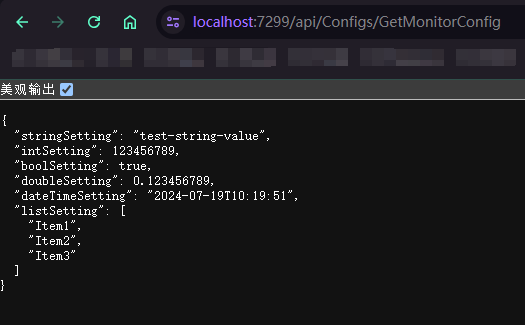 localhost:7299/api/Configs/GetMonitorConfig
美观输出
{
  "stringSetting": "test-string-value",
  "intSetting": 123456789,
  "boolSetting": true,
  "doubleSetting": 0.123456789,
  "dateTimeSetting": "2024-07-19T10:19:51",
  "listSetting": [
    "Item1",
    "Item2",
    "Item3"
  ]
}